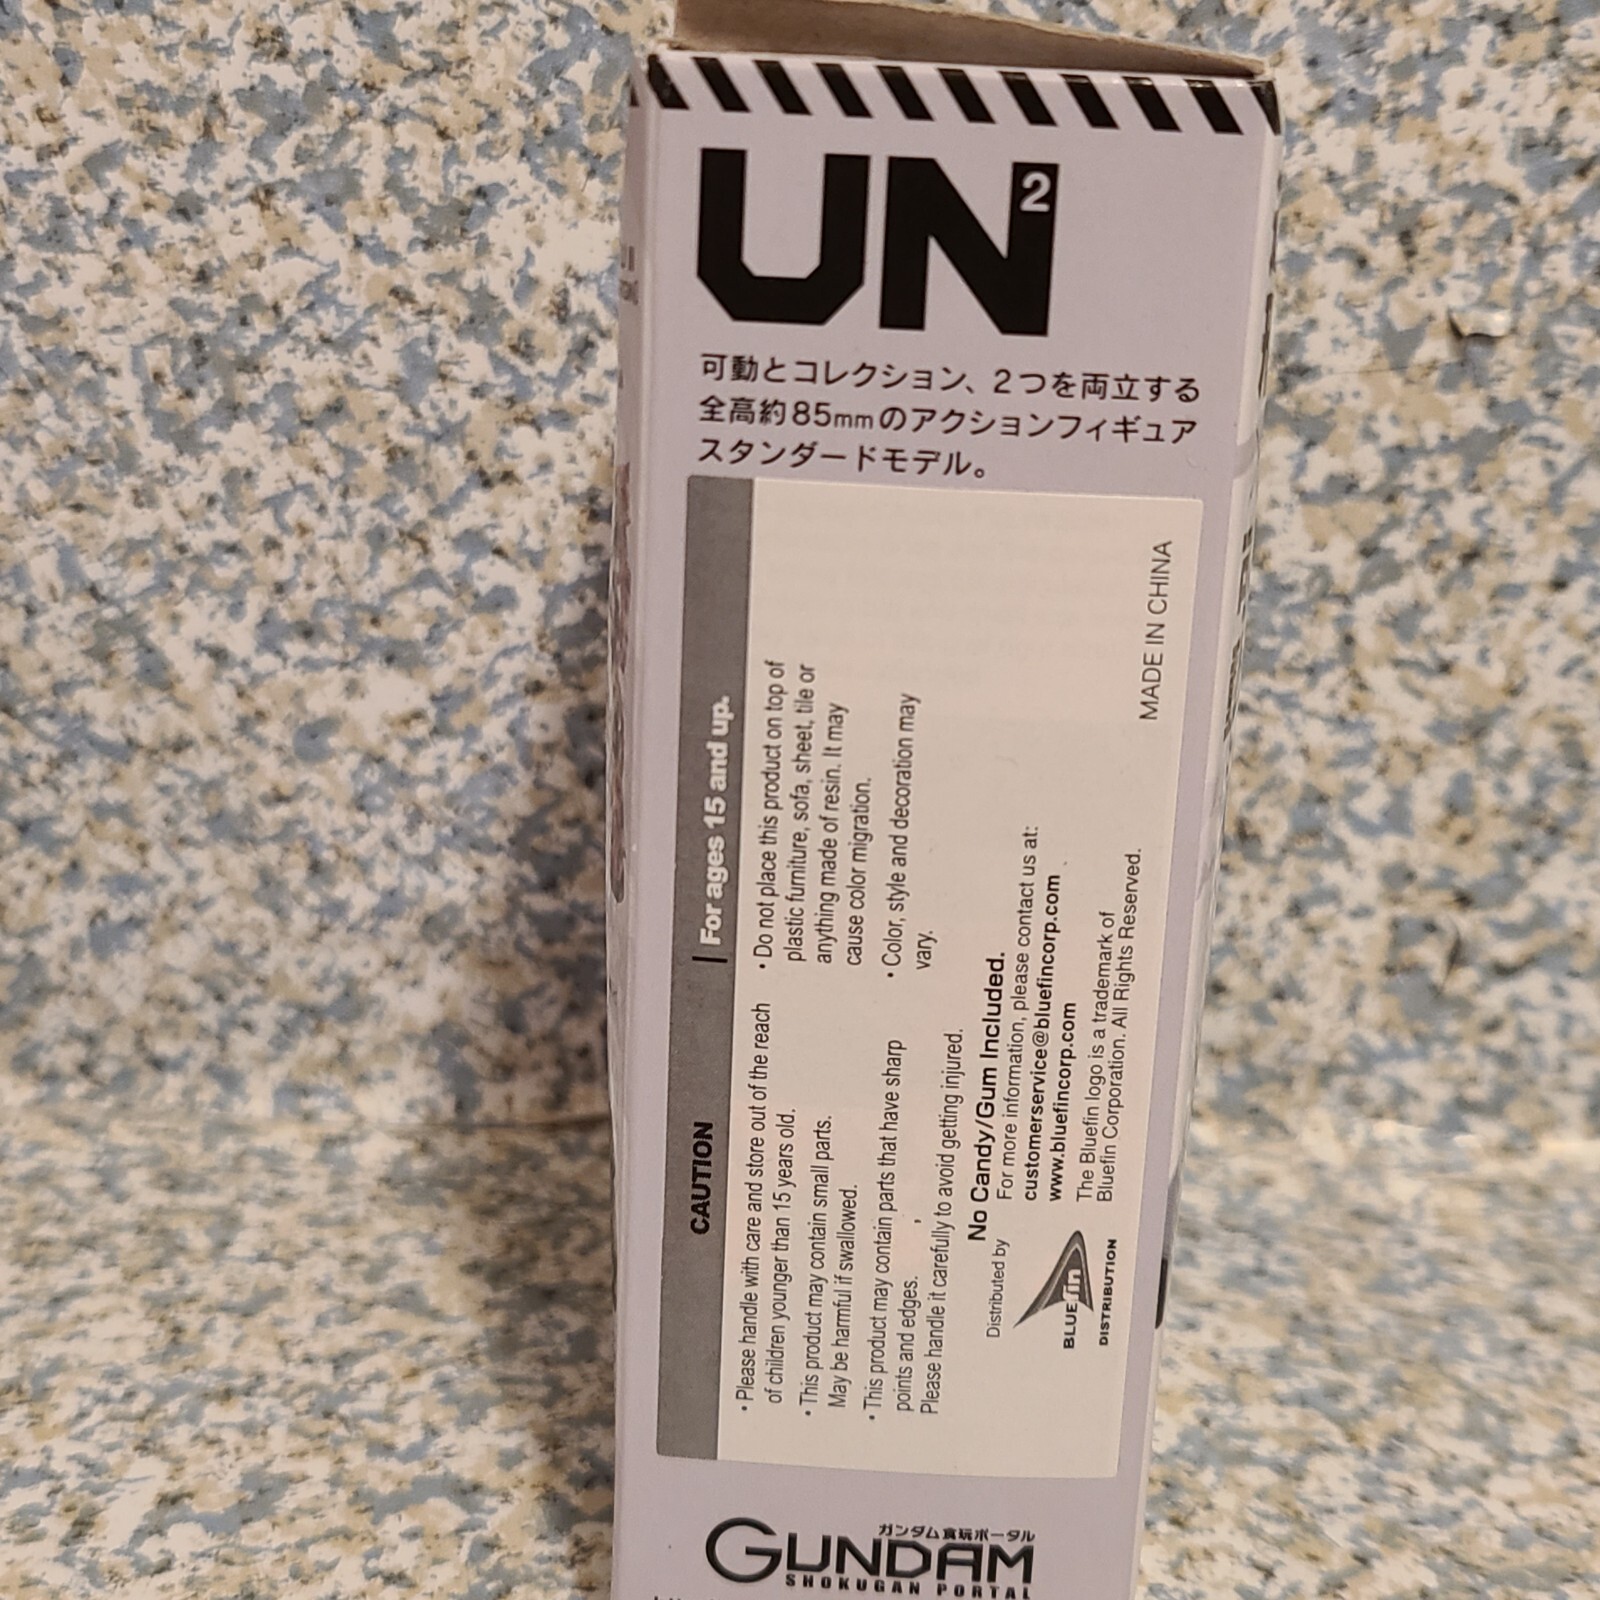 UN²
可動とコレクション、2つを両立する
全高約85mmのアクションフィギュア
スタンダードモデル。
CAUTION
For ages 15 and up.
• Please handle with care and store out of the reach
of children younger than 15 years old.
• This product may contain small parts.
May be harmful if swallowed.
• This product may contain parts that have sharp
points and edges.
Please handle it carefully to avoid getting injured.
• Do not place this product on top of
plastic furniture, sofa, sheet, tile or
anything made of resin. It may
cause color migration.
• Color, style and decoration may
vary.
No Candy/Gum Included.
Distributed by
BLUE fin
DISTRIBUTION
For more information, please contact us at:
customerservice@bluefincorp.com
www.bluefincorp.com
The Bluefin logo is a trademark of
Bluefin Corporation. All Rights Reserved.
MADE IN CHINA
ガンダム食玩ポータル
GUNDAM
SHOKUGAN PORTAL